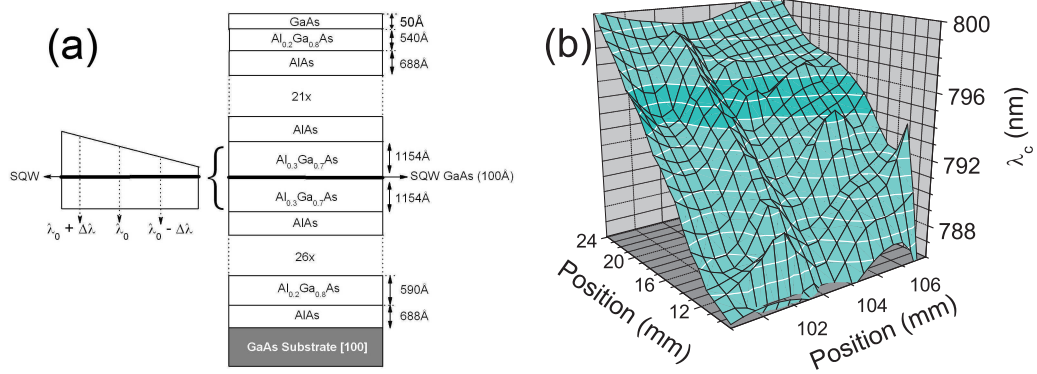 (a)
GaAs
50Å
Al0.2Ga0.8As
540Å
AlAs
688Å
21x
AlAs
Al0.3Ga0.7As
1154Å
SQW
SQW GaAs (100Å)
Al0.3Ga0.7As
1154Å
λ0 + Δλ
λ0
λ0 - Δλ
AlAs
26x
Al0.2Ga0.8As
590Å
AlAs
688Å
GaAs Substrate [100]
(b)
800
796
792
788
λc (nm)
24
20
16
12
Position (mm)
102
104
106
Position (mm)